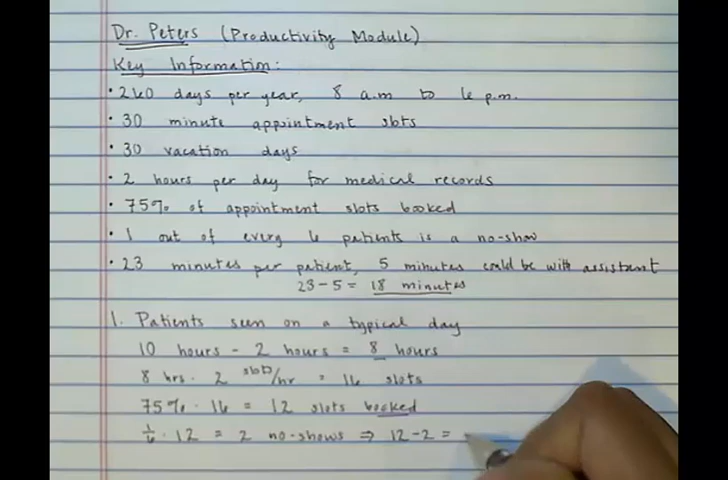 Dr. Peters (Productivity Module)
Key Information:
• 260 days per year, 8 a.m to 6 p.m.
• 30 minute appointment slots
• 30 vacation days
• 2 hours per day for medical records
• 75% of appointment slots booked
• 1 out of every 6 patients is a no-show
• 23 minutes per patient, 5 minutes could be with assistant
23 - 5 = 18 minutes
1. Patients seen on a typical day
10 hours - 2 hours = 8 hours
8 hrs · 2 slots/hr = 16 slots
75% · 16 = 12 slots booked
1/6 · 12 = 2 no-shows ⇒ 12 - 2 =